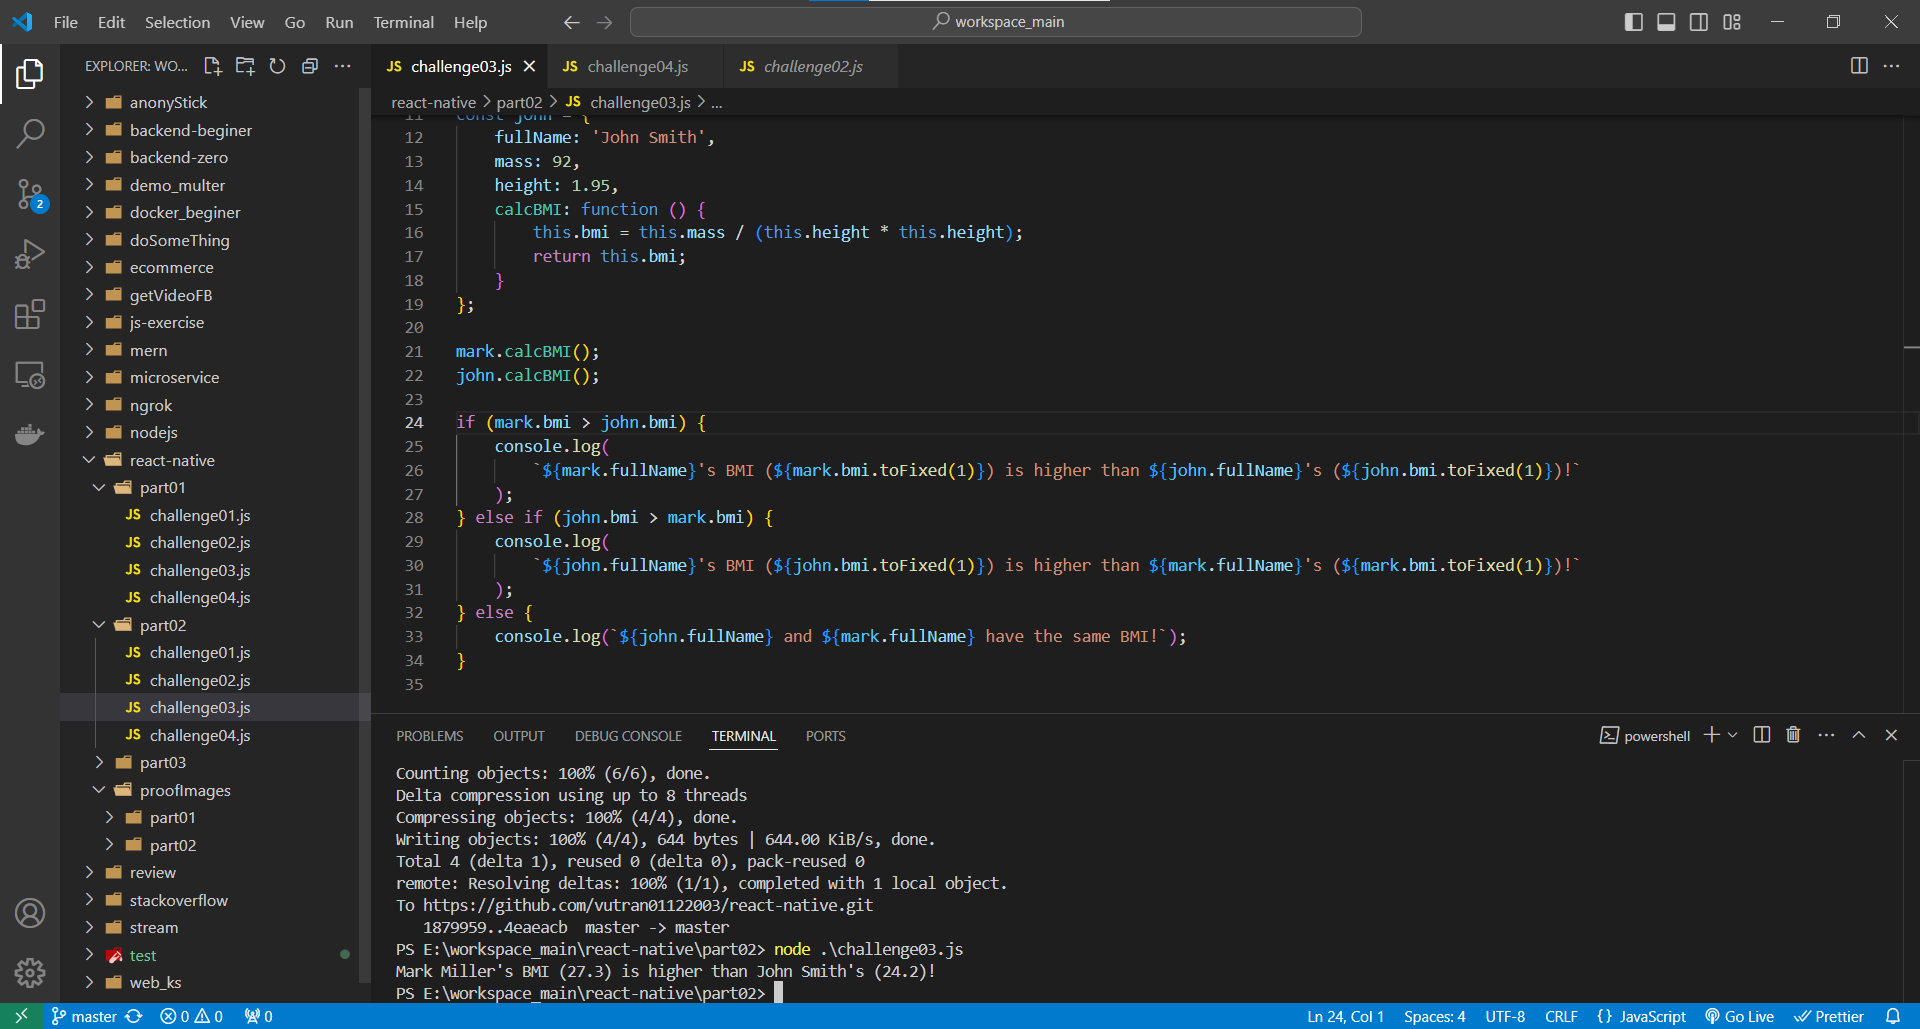 File Edit Selection View Go Run Terminal Help
workspace_main
EXPLORER: WO...
anonyStick
backend-beginer
backend-zero
demo_multer
docker_beginer
doSomeThing
ecommerce
getVideoFB
js-exercise
mern
microservice
ngrok
nodejs
react-native
part01
JS challenge01.js
JS challenge02.js
JS challenge03.js
JS challenge04.js
part02
JS challenge01.js
JS challenge02.js
JS challenge03.js
JS challenge04.js
part03
proofImages
part01
part02
review
stackoverflow
stream
test
web_ks
2
JS challenge03.js JS challenge04.js JS challenge02.js
react-native > part02 > JS challenge03.js > ...
11 const john = {
12 fullName: 'John Smith',
13 mass: 92,
14 height: 1.95,
15 calcBMI: function () {
16 this.bmi = this.mass / (this.height * this.height);
17 return this.bmi;
18 }
19 };
20
21 mark.calcBMI();
22 john.calcBMI();
23
24 if (mark.bmi > john.bmi) {
25 console.log(
26 `${mark.fullName}'s BMI (${mark.bmi.toFixed(1)}) is higher than ${john.fullName}'s (${john.bmi.toFixed(1)})!`
27 );
28 } else if (john.bmi > mark.bmi) {
29 console.log(
30 `${john.fullName}'s BMI (${john.bmi.toFixed(1)}) is higher than ${mark.fullName}'s (${mark.bmi.toFixed(1)})!`
31 );
32 } else {
33 console.log(`${john.fullName} and ${mark.fullName} have the same BMI!`);
34 }
35
PROBLEMS OUTPUT DEBUG CONSOLE TERMINAL PORTS
powershell
Counting objects: 100% (6/6), done.
Delta compression using up to 8 threads
Compressing objects: 100% (4/4), done.
Writing objects: 100% (4/4), 644 bytes | 644.00 KiB/s, done.
Total 4 (delta 1), reused 0 (delta 0), pack-reused 0
remote: Resolving deltas: 100% (1/1), completed with 1 local object.
To https://github.com/vutran01122003/react-native.git
1879959..4eaeacb master -> master
PS E:\workspace_main\react-native\part02> node .\challenge03.js
Mark Miller's BMI (27.3) is higher than John Smith's (24.2)!
PS E:\workspace_main\react-native\part02>
master 0 0 0 Ln 24, Col 1 Spaces: 4 UTF-8 CRLF {} JavaScript Go Live Prettier